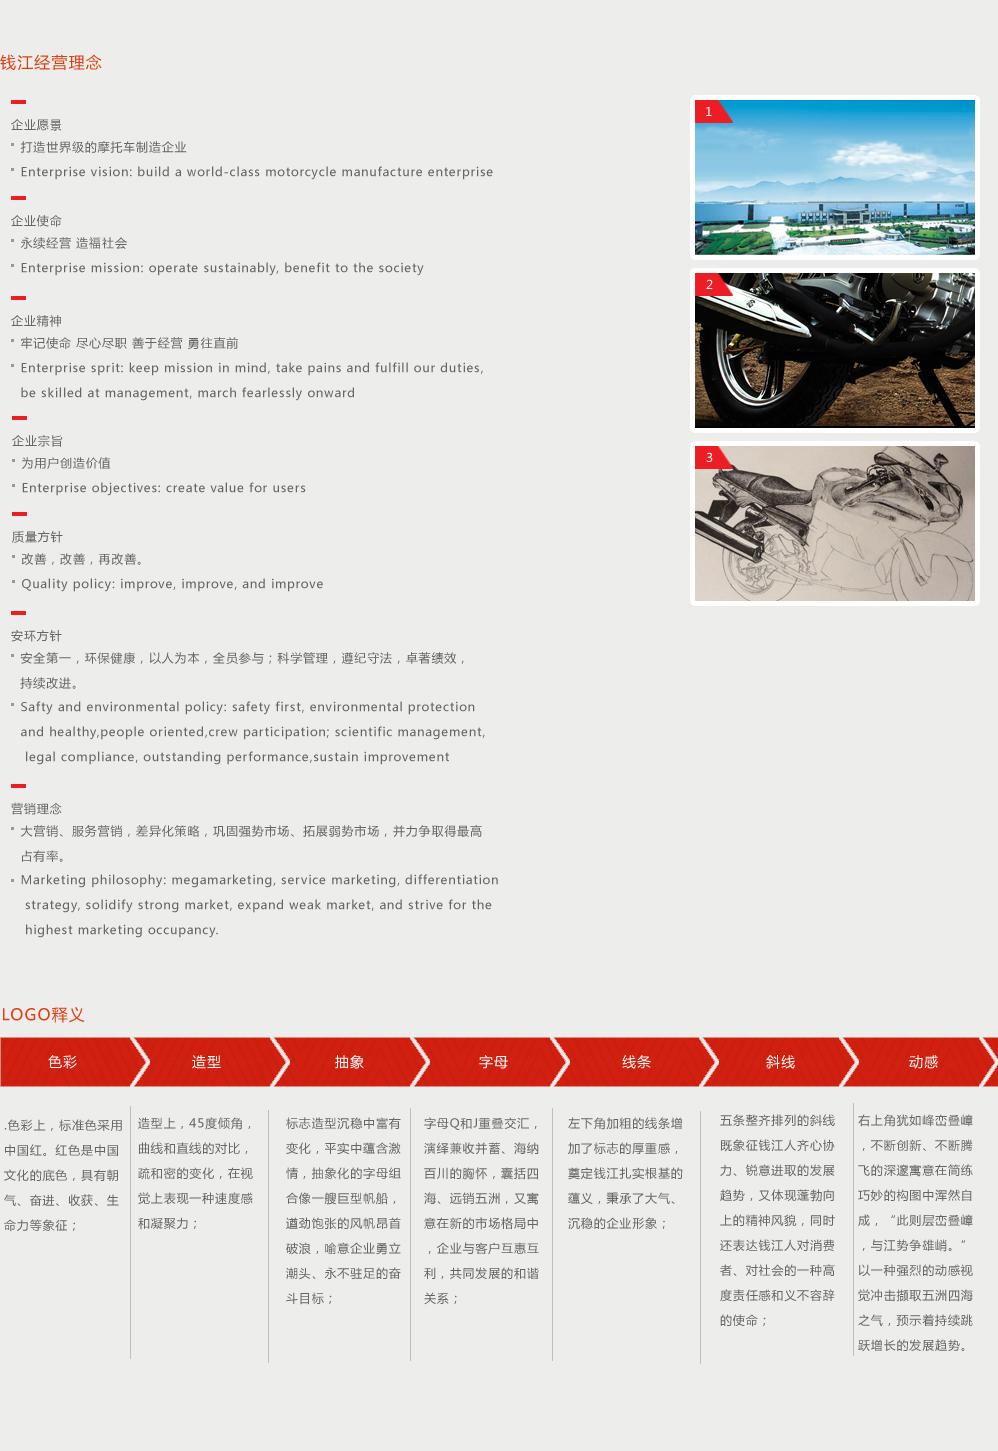 钱江经营理念
企业愿景
打造世界级的摩托车制造企业
Enterprise vision: build a world-class motorcycle manufacture enterprise
企业使命
永续经营 造福社会
Enterprise mission: operate sustainably, benefit to the society
企业精神
牢记使命 尽心尽职 善于经营 勇往直前
Enterprise sprit: keep mission in mind, take pains and fulfill our duties,
be skilled at management, march fearlessly onward
企业宗旨
为用户创造价值
Enterprise objectives: create value for users
质量方针
改善，改善，再改善。
Quality policy: improve, improve, and improve
安环方针
安全第一，环保健康，以人为本，全员参与；科学管理，遵纪守法，卓著绩效，
持续改进。
Safty and environmental policy: safety first, environmental protection
and healthy,people oriented,crew participation; scientific management,
legal compliance, outstanding performance,sustain improvement
营销理念
大营销、服务营销，差异化策略，巩固强势市场、拓展弱势市场，并力争取得最高
占有率。
Marketing philosophy: megamarketing, service marketing, differentiation
strategy, solidify strong market, expand weak market, and strive for the
highest marketing occupancy.
1
2
3
LOGO释义
色彩
造型
抽象
字母
线条
斜线
动感
.色彩上，标准色采用
中国红。红色是中国
文化的底色，具有朝
气、奋进、收获、生
命力等象征；
造型上，45度倾角，
曲线和直线的对比，
疏和密的变化，在视
觉上表现一种速度感
和凝聚力；
标志造型沉稳中富有
变化，平实中蕴含激
情，抽象化的字母组
合像一艘巨型帆船，
遒劲饱张的风帆昂首
破浪，喻意企业勇立
潮头、永不驻足的奋
斗目标；
字母Q和J重叠交汇，
演绎兼收并蓄、海纳
百川的胸怀，囊括四
海、远销五洲，又寓
意在新的市场格局中
，企业与客户互惠互
利，共同发展的和谐
关系；
左下角加粗的线条增
加了标志的厚重感，
奠定钱江扎实根基的
蕴义，秉承了大气、
沉稳的企业形象；
五条整齐排列的斜线
既象征钱江人齐心协
力、锐意进取的发展
趋势，又体现蓬勃向
上的精神风貌，同时
还表达钱江人对消费
者、对社会的一种高
度责任感和义不容辞
的使命；
右上角犹如峰峦叠嶂
，不断创新、不断腾
飞的深邃寓意在简练
巧妙的构图中浑然自
成，“此则层峦叠嶂
，与江势争雄峭。”
以一种强烈的动感视
觉冲击撷取五洲四海
之气，预示着持续跳
跃增长的发展趋势。